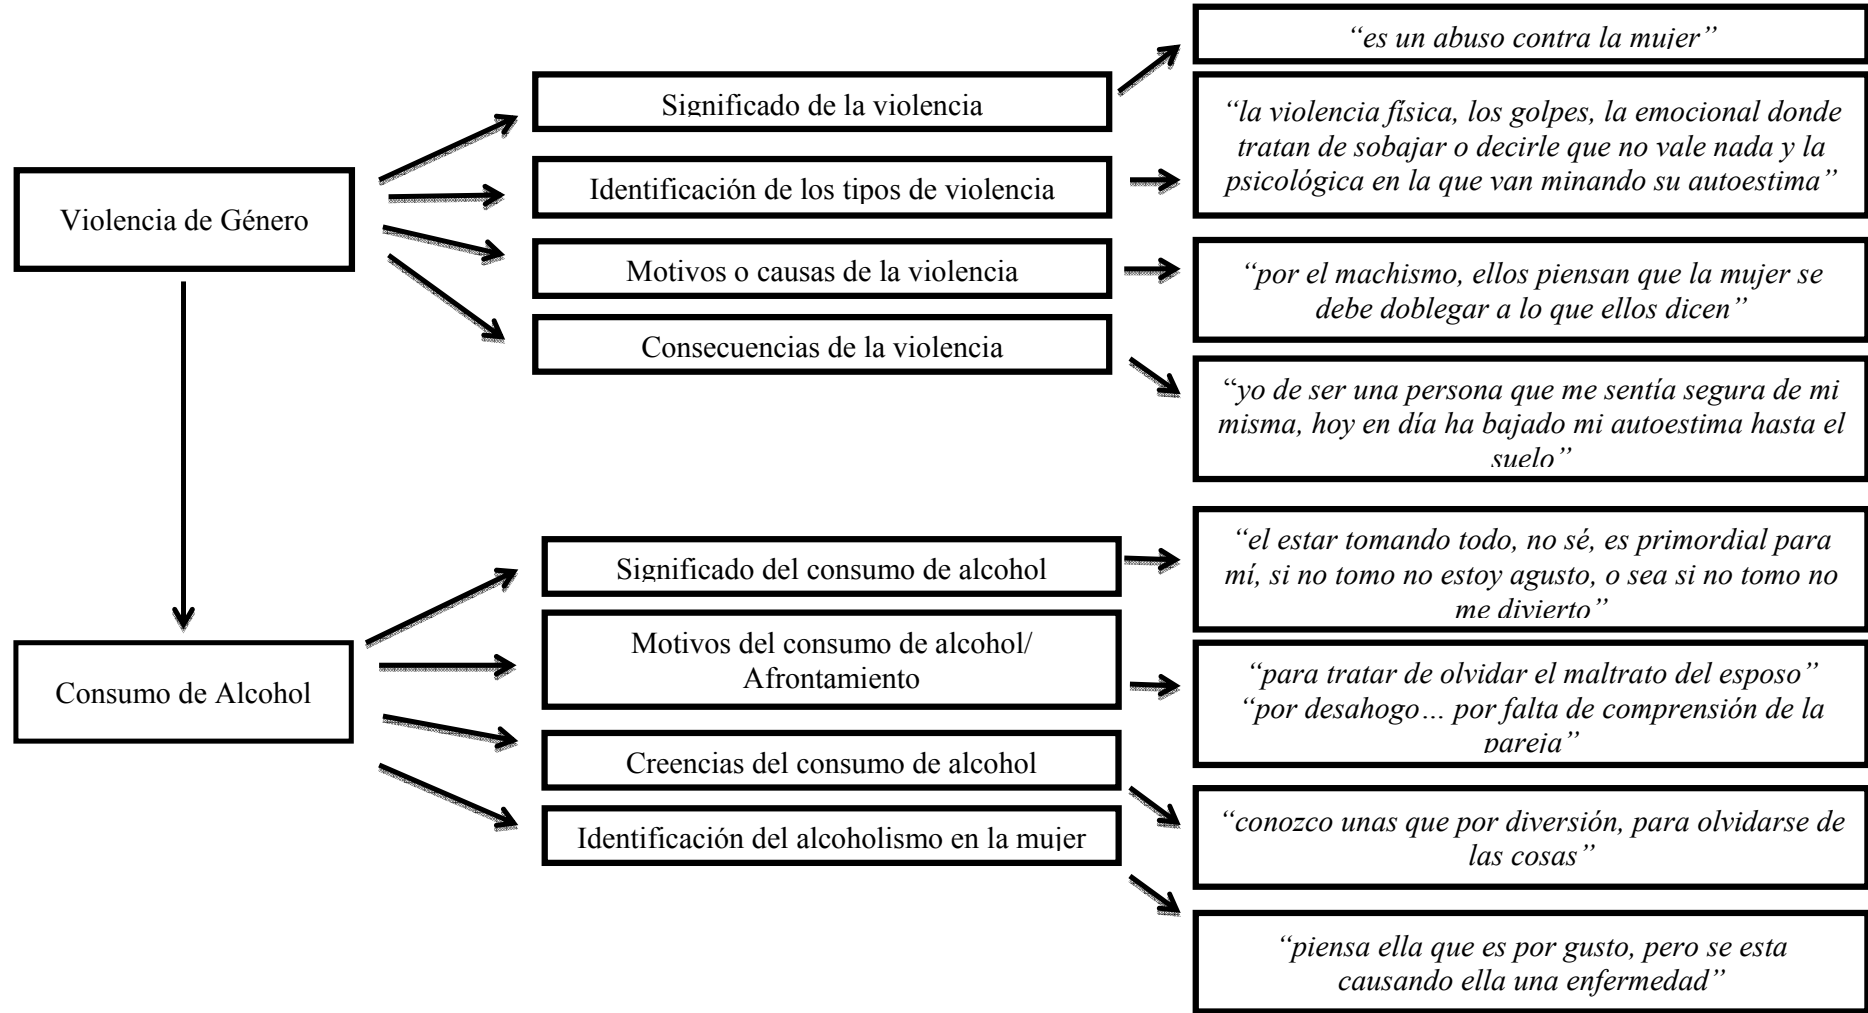 “es un abuso contra la mujer”
Significado de la violencia
“la violencia física, los golpes, la emocional donde
tratan de sobajar o decirle que no vale nada y la
psicológica en la que van minando su autoestima”
Identificación de los tipos de violencia
Violencia de Género
Motivos o causas de la violencia
“por el machismo, ellos piensan que la mujer se
debe doblegar a lo que ellos dicen”
Consecuencias de la violencia
“yo de ser una persona que me sentía segura de mi
misma, hoy en día ha bajado mi autoestima hasta el
suelo”
Significado del consumo de alcohol
“el estar tomando todo, no sé, es primordial para
mí, si no tomo no estoy agusto, o sea si no tomo no
me divierto”
Motivos del consumo de alcohol/
Afrontamiento
Consumo de Alcohol
“para tratar de olvidar el maltrato del esposo”
“por desahogo… por falta de comprensión de la
pareja”
Creencias del consumo de alcohol
“conozco unas que por diversión, para olvidarse de
las cosas”
Identificación del alcoholismo en la mujer
“piensa ella que es por gusto, pero se esta
causando ella una enfermedad”